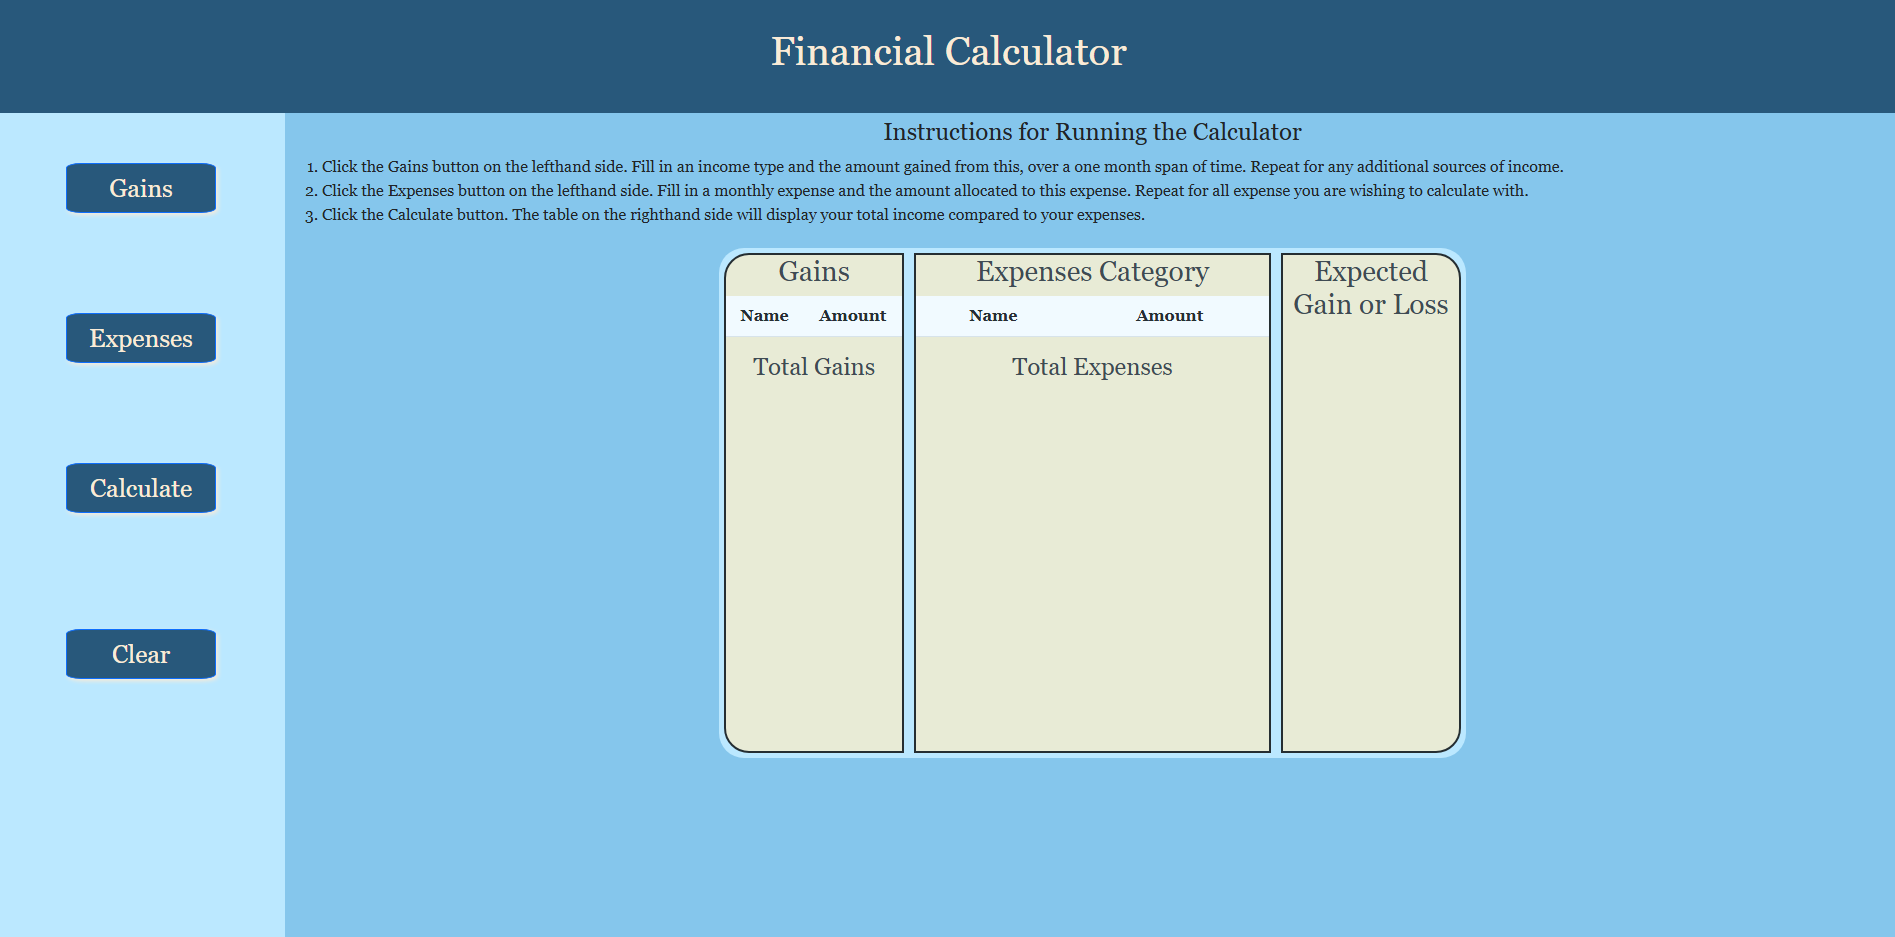 Financial Calculator
Gains
Expenses
Calculate
Clear
Instructions for Running the Calculator
1. Click the Gains button on the lefthand side. Fill in an income type and the amount gained from this, over a one month span of time. Repeat for any additional sources of income.
2. Click the Expenses button on the lefthand side. Fill in a monthly expense and the amount allocated to this expense. Repeat for all expense you are wishing to calculate with.
3. Click the Calculate button. The table on the righthand side will display your total income compared to your expenses.
Gains
Name Amount
Total Gains
Expenses Category
Name Amount
Total Expenses
Expected
Gain or Loss